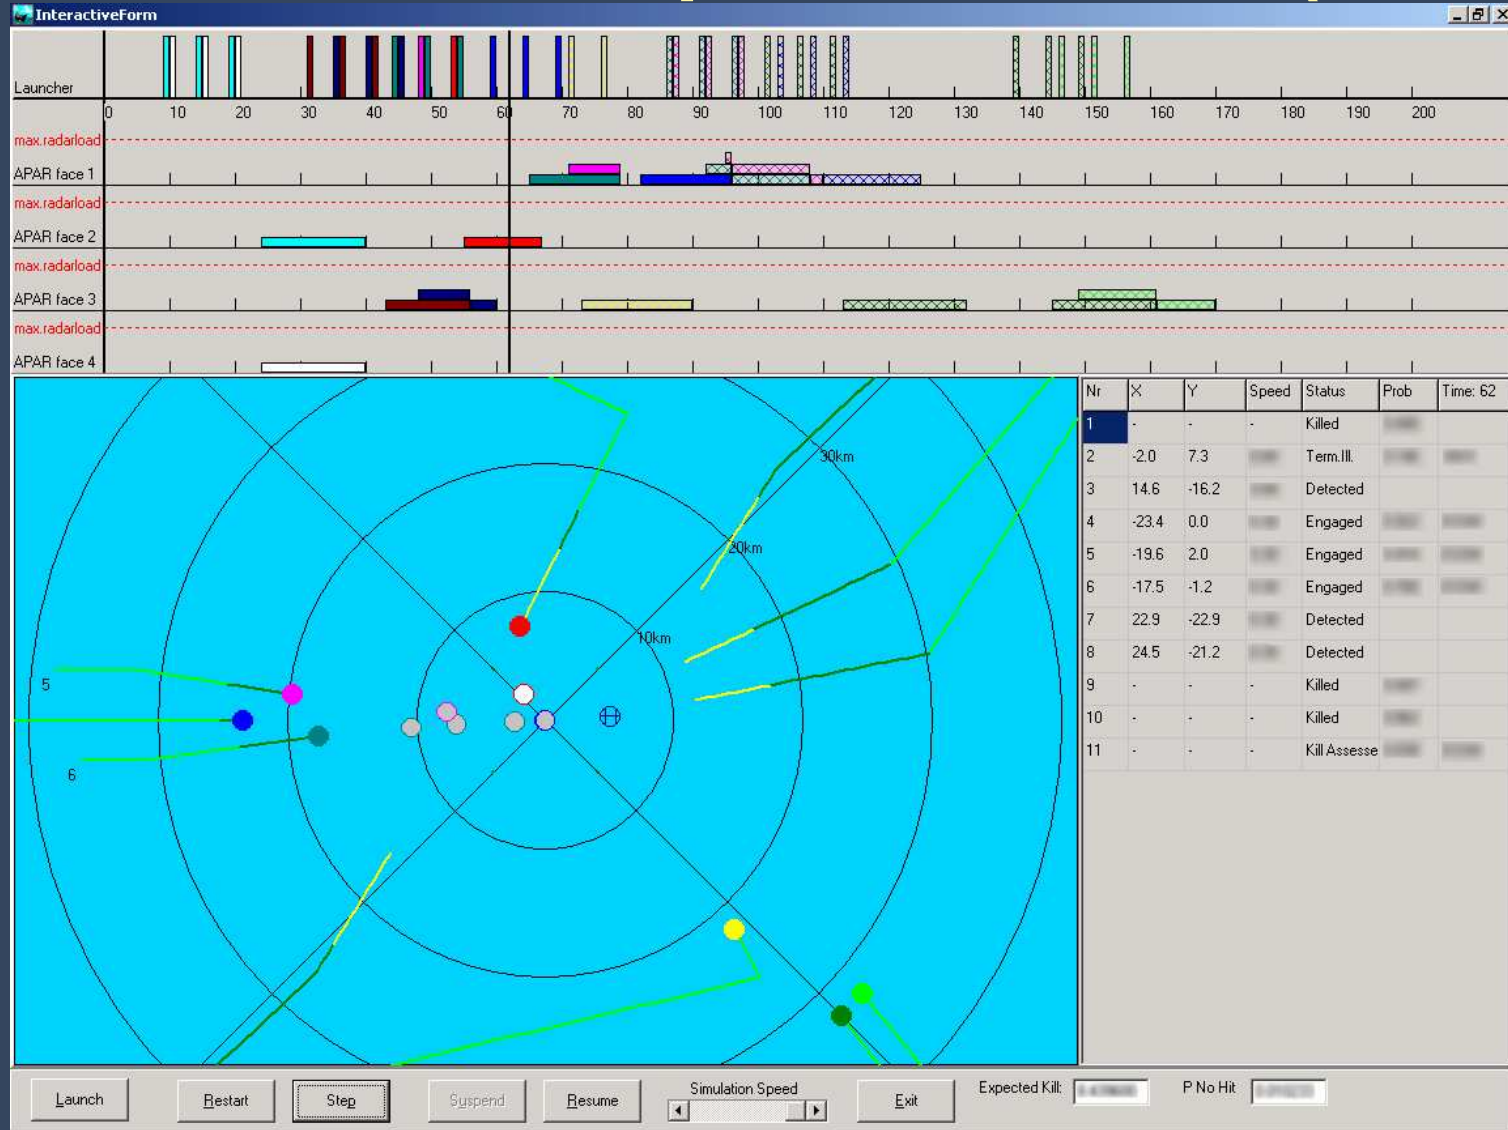 InteractiveForm
Launcher
0 10 20 30 40 50 60 70 80 90 100 110 120 130 140 150 160 170 180 190 200
max.radarload
APAR face 1
max.radarload
APAR face 2
max.radarload
APAR face 3
max.radarload
APAR face 4
30km
20km
10km
5
6
Nr X Y Speed Status Prob Time: 62
1 - - - Killed
2 -2.0 7.3 Term.Ill.
3 14.6 -16.2 Detected
4 -23.4 0.0 Engaged
5 -19.6 2.0 Engaged
6 -17.5 -1.2 Engaged
7 22.9 -22.9 Detected
8 24.5 -21.2 Detected
9 - - - Killed
10 - - - Killed
11 - - - Kill Assesse
Launch Restart Step Suspend Resume Simulation Speed Exit Expected Kill: P No Hit